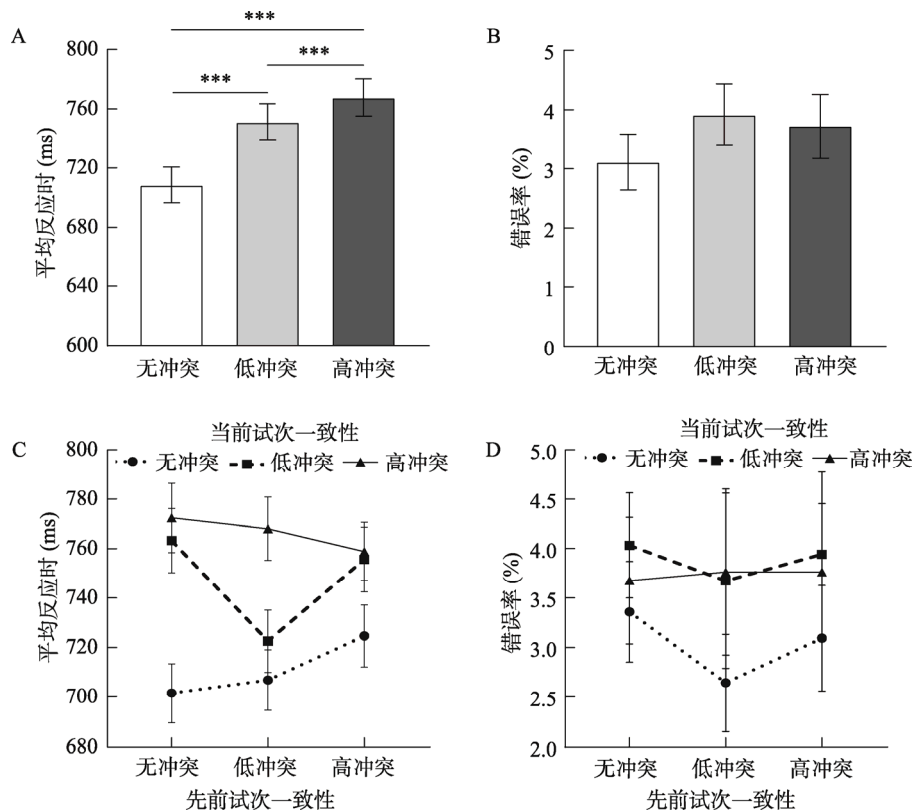 A
***
***
***
800
760
720
680
640
600
平均反应时 (ms)
无冲突
低冲突
高冲突
B
5
4
3
2
1
0
错误率 (%)
无冲突
低冲突
高冲突
C
当前试次一致性
无冲突
低冲突
高冲突
800
780
760
740
720
700
680
平均反应时 (ms)
无冲突
低冲突
高冲突
先前试次一致性
D
当前试次一致性
无冲突
低冲突
高冲突
5.0
4.5
4.0
3.5
3.0
2.5
2.0
错误率 (%)
无冲突
低冲突
高冲突
先前试次一致性